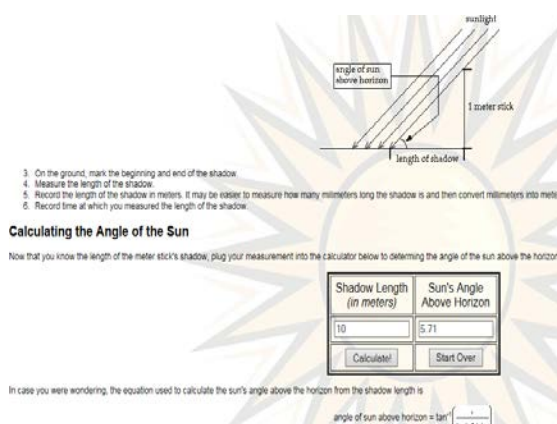 sunlight
angle of sun
above horizon
1 meter stick
length of shadow
3. On the ground, mark the beginning and end of the shadow.
4. Measure the length of the shadow.
5. Record the length of the shadow in meters. It may be easier to measure how many millimeters long the shadow is and then convert millimeters into mete
6. Record time at which you measured the length of the shadow.
Calculating the Angle of the Sun
Now that you know the length of the meter stick's shadow, plug your measurement into the calculator below to determing the angle of the sun above the horizon
Shadow Length
(in meters)
Sun's Angle
Above Horizon
10
5.71
Calculate!
Start Over
In case you were wondering, the equation used to calculate the sun's angle above the horizon from the shadow length is
angle of sun above horizon = tan⁻¹